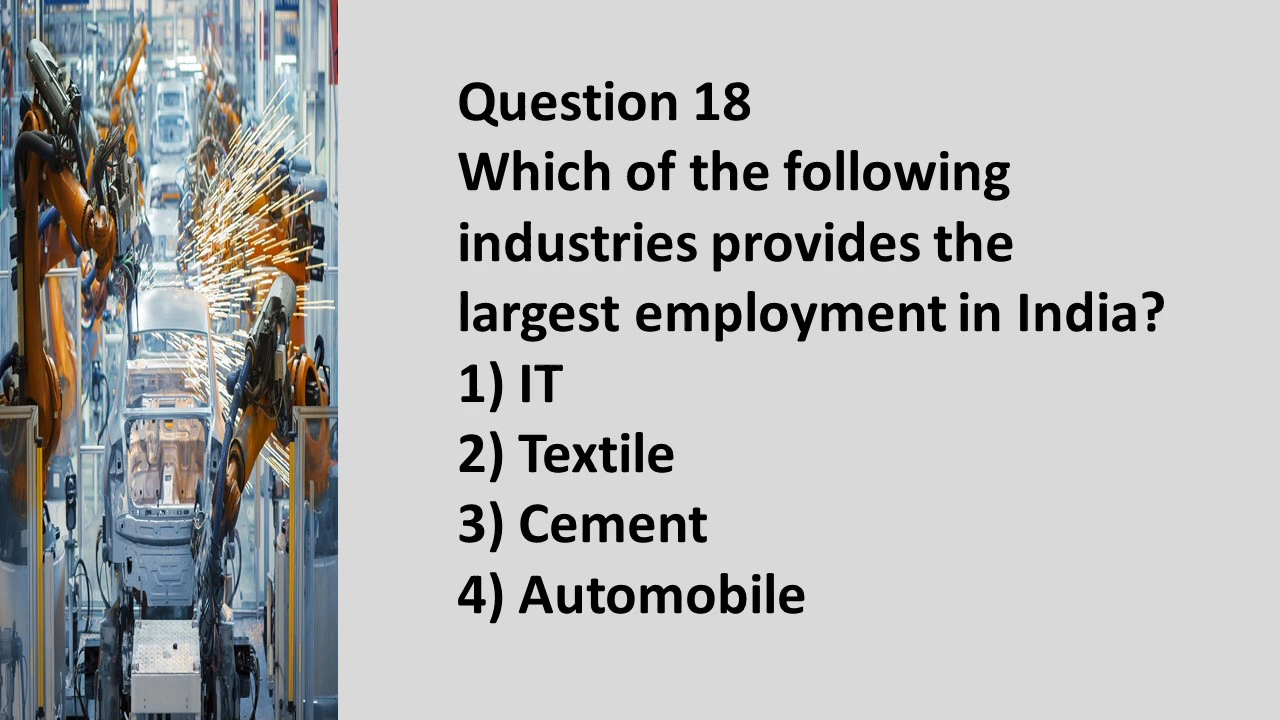 Question 18
Which of the following
industries provides the
largest employment in India?
1) IT
2) Textile
3) Cement
4) Automobile